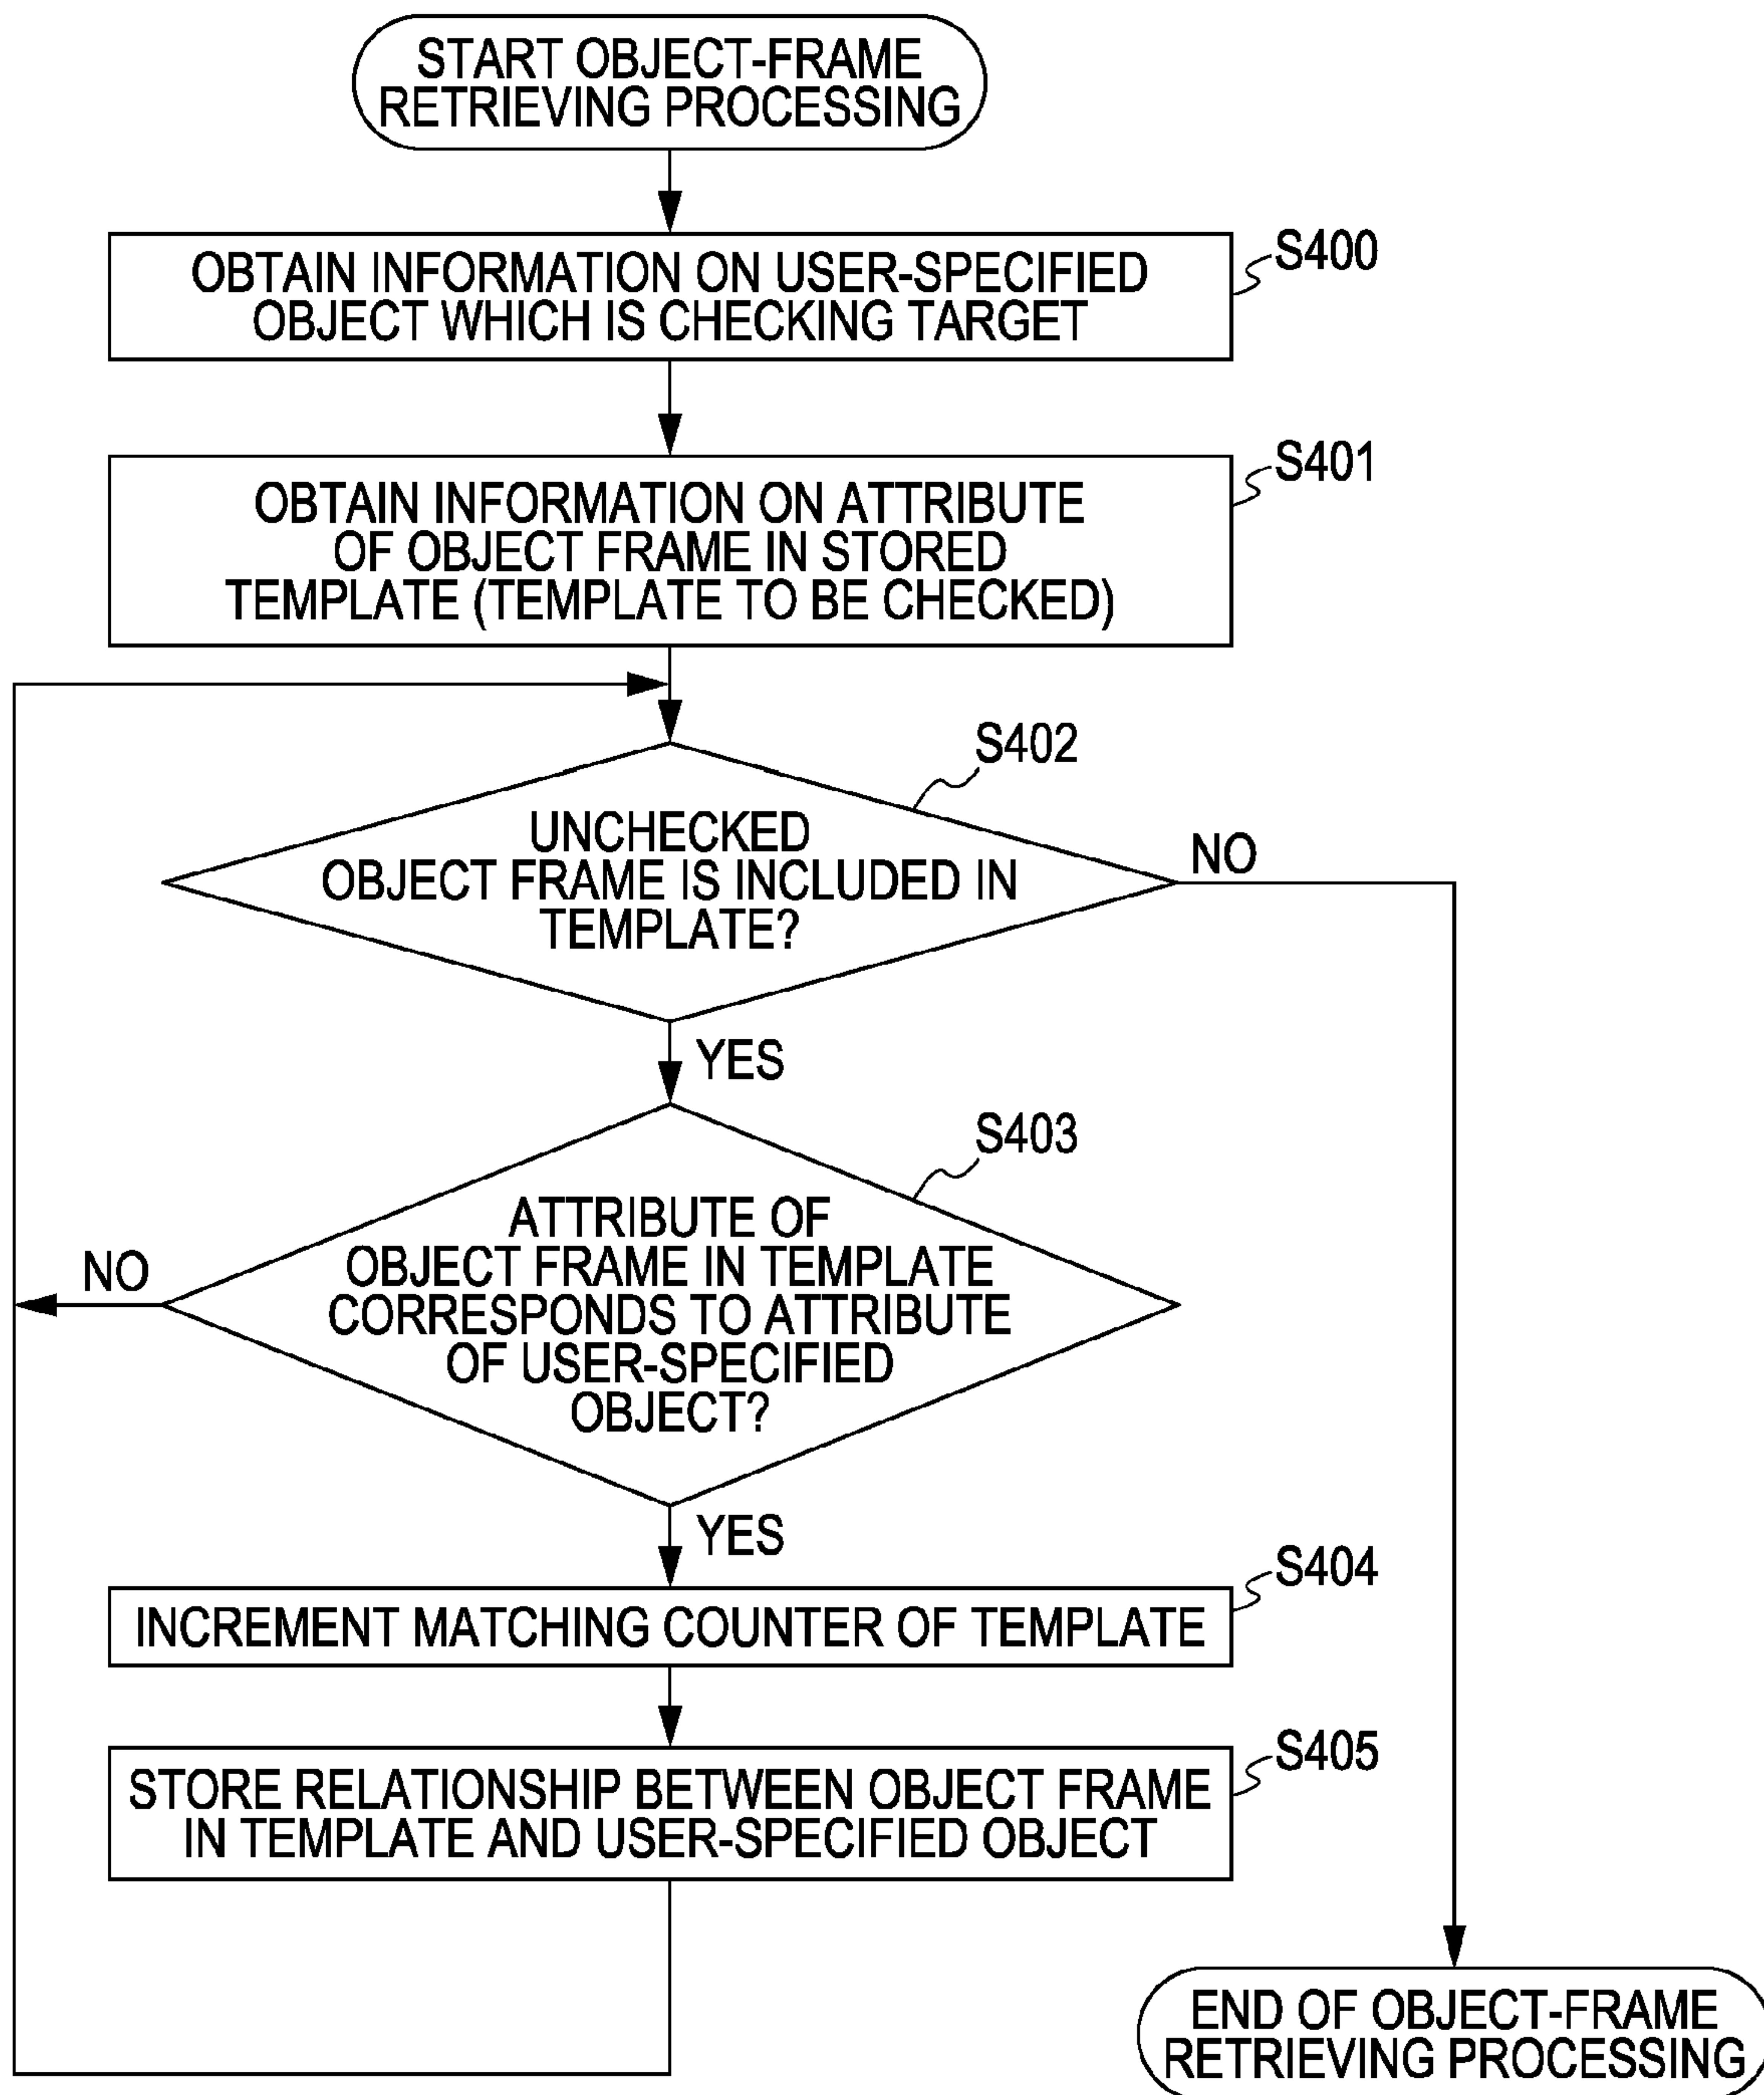 START OBJECT-FRAME
RETRIEVING PROCESSING
S400
OBTAIN INFORMATION ON USER-SPECIFIED
OBJECT WHICH IS CHECKING TARGET
S401
OBTAIN INFORMATION ON ATTRIBUTE
OF OBJECT FRAME IN STORED
TEMPLATE (TEMPLATE TO BE CHECKED)
S402
UNCHECKED
OBJECT FRAME IS INCLUDED IN
TEMPLATE?
NO
YES
S403
ATTRIBUTE OF
OBJECT FRAME IN TEMPLATE
CORRESPONDS TO ATTRIBUTE
OF USER-SPECIFIED
OBJECT?
NO
YES
S404
INCREMENT MATCHING COUNTER OF TEMPLATE
S405
STORE RELATIONSHIP BETWEEN OBJECT FRAME
IN TEMPLATE AND USER-SPECIFIED OBJECT
END OF OBJECT-FRAME
RETRIEVING PROCESSING